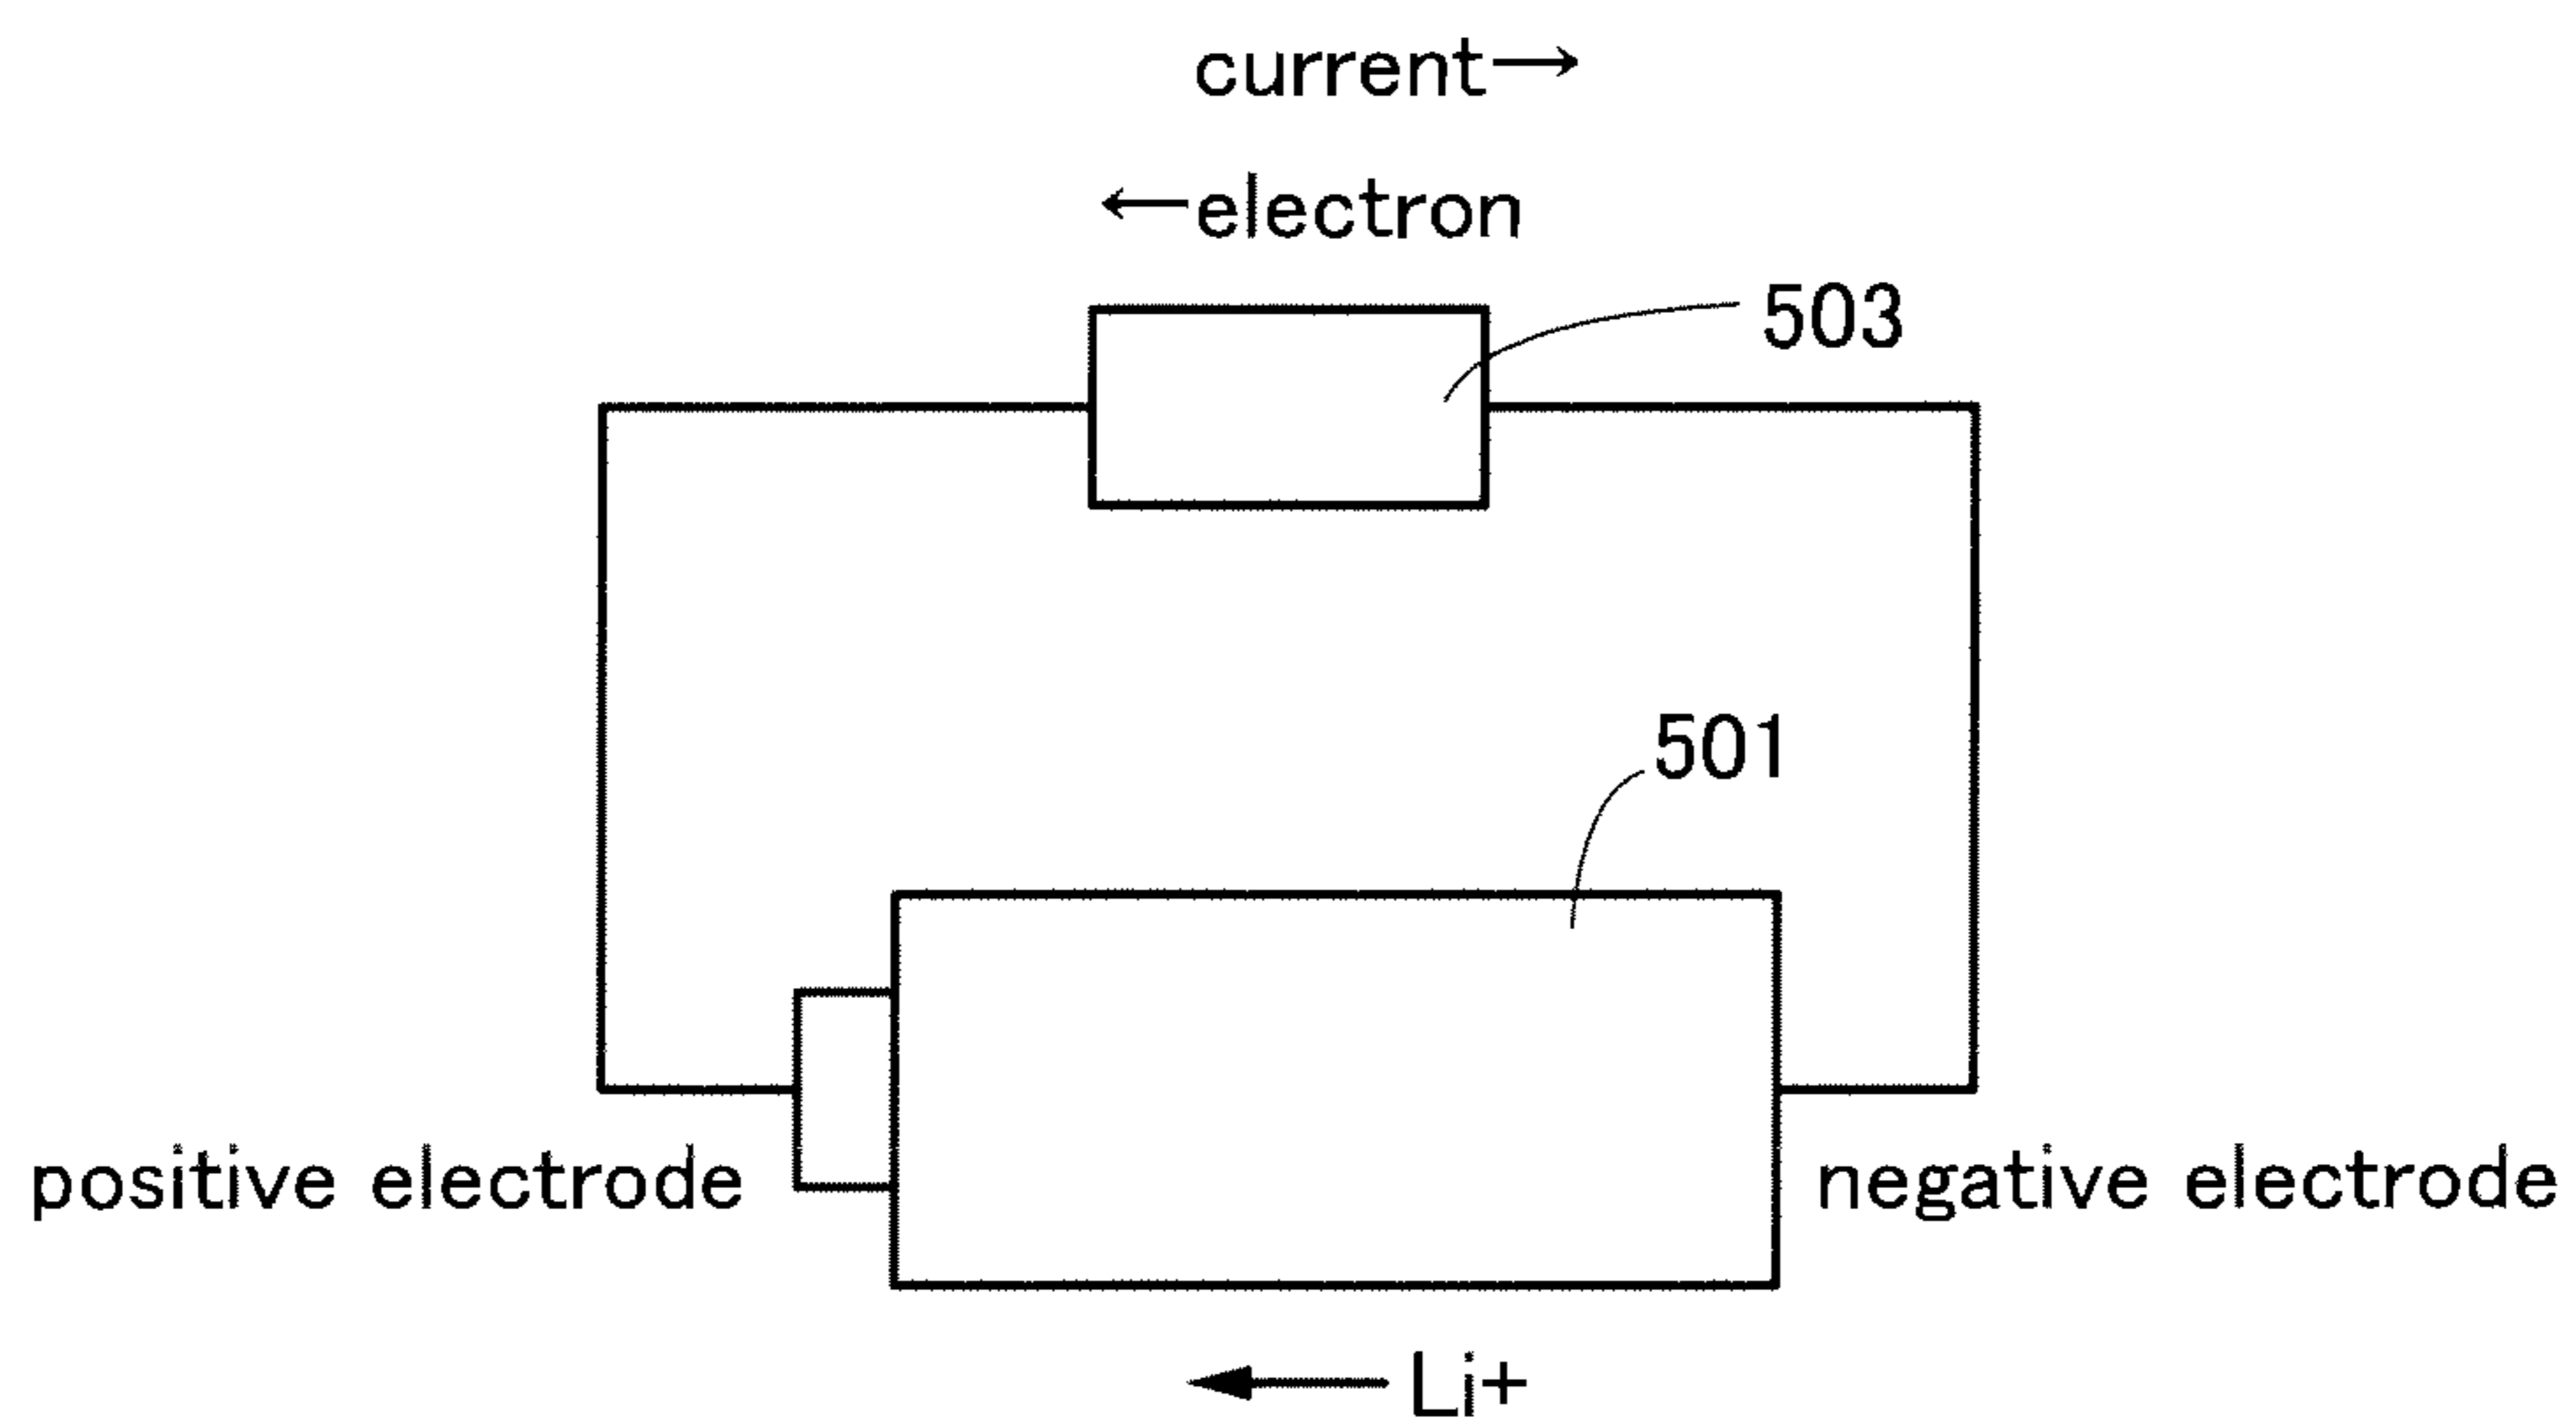 current→
←electron
503
501
positive electrode
negative electrode
← Li+